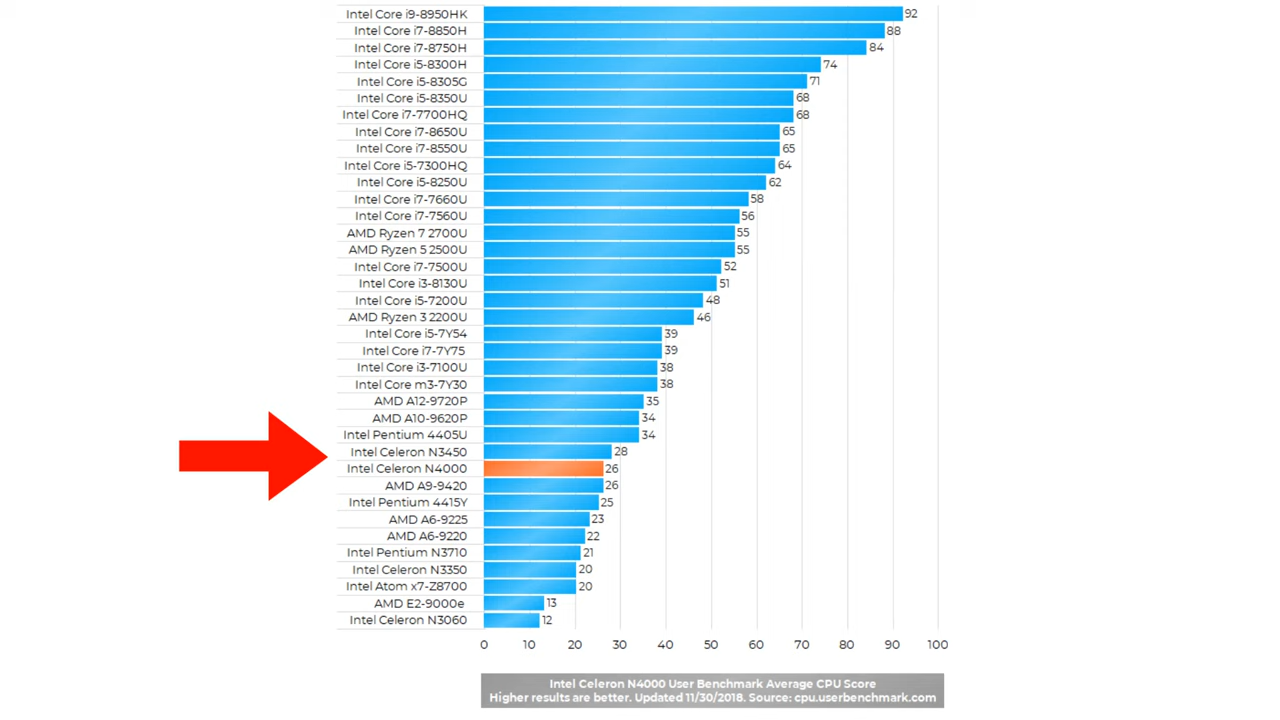 Intel Core i9-8950HK 92
Intel Core i7-8850H 88
Intel Core i7-8750H 84
Intel Core i5-8300H 74
Intel Core i5-8305G 71
Intel Core i5-8350U 68
Intel Core i7-7700HQ 68
Intel Core i7-8650U 65
Intel Core i7-8550U 65
Intel Core i5-7300HQ 64
Intel Core i5-8250U 62
Intel Core i7-7660U 58
Intel Core i7-7560U 56
AMD Ryzen 7 2700U 55
AMD Ryzen 5 2500U 55
Intel Core i7-7500U 52
Intel Core i3-8130U 51
Intel Core i5-7200U 48
AMD Ryzen 3 2200U 46
Intel Core i5-7Y54 39
Intel Core i7-7Y75 39
Intel Core i3-7100U 38
Intel Core m3-7Y30 38
AMD A12-9720P 35
AMD A10-9620P 34
Intel Pentium 4405U 34
Intel Celeron N3450 28
Intel Celeron N4000 26
AMD A9-9420 26
Intel Pentium 4415Y 25
AMD A6-9225 23
AMD A6-9220 22
Intel Pentium N3710 21
Intel Celeron N3350 20
Intel Atom x7-Z8700 20
AMD E2-9000e 13
Intel Celeron N3060 12
0 10 20 30 40 50 60 70 80 90 100
Intel Celeron N4000 User Benchmark Average CPU Score
Higher results are better. Updated 11/30/2018. Source: cpu.userbenchmark.com